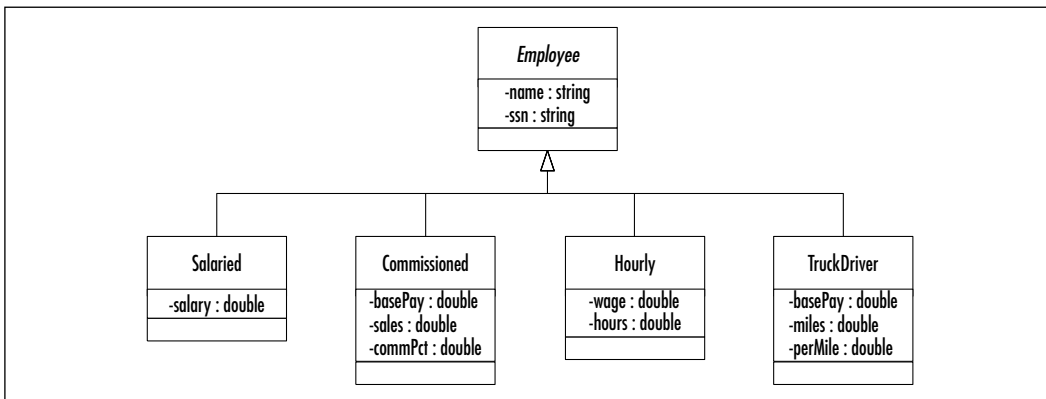 Employee
-name : string
-ssn : string
Salaried
-salary : double
Commissioned
-basePay : double
-sales : double
-commPct : double
Hourly
-wage : double
-hours : double
TruckDriver
-basePay : double
-miles : double
-perMile : double